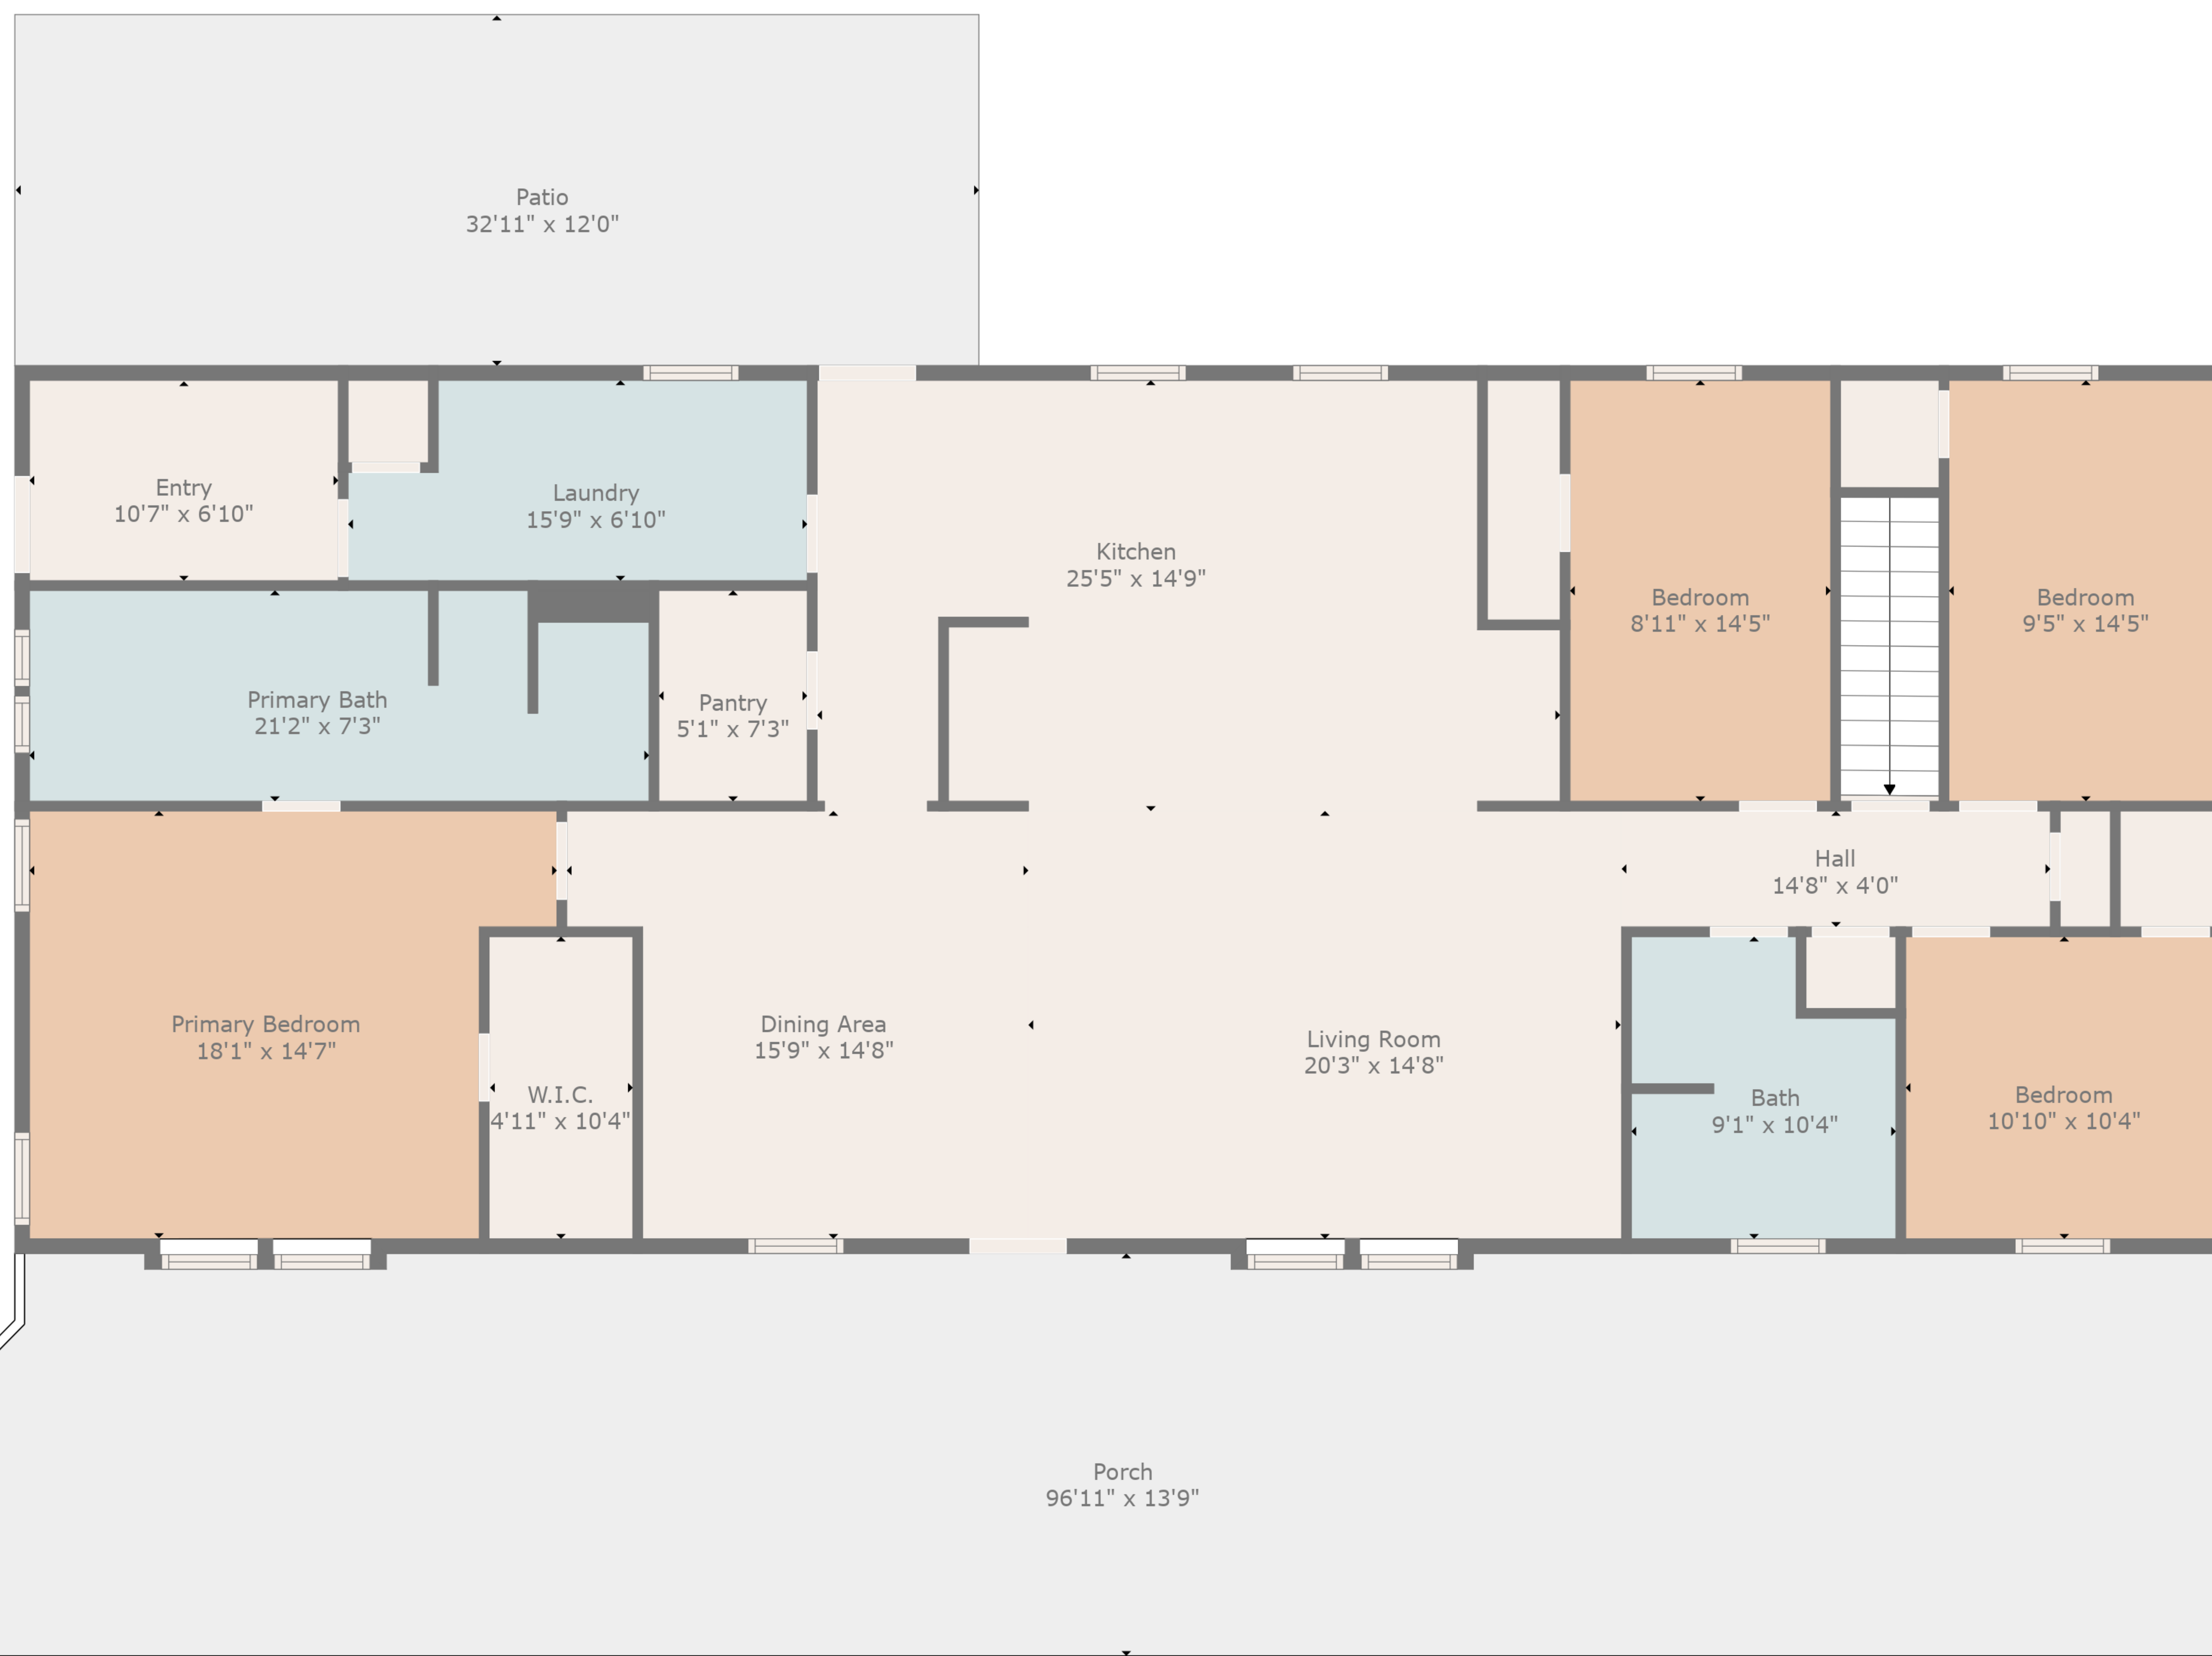 Patio
32'11" x 12'0"
Entry
10'7" x 6'10"
Laundry
15'9" x 6'10"
Kitchen
25'5" x 14'9"
Bedroom
8'11" x 14'5"
Bedroom
9'5" x 14'5"
Primary Bath
21'2" x 7'3"
Pantry
5'1" x 7'3"
Hall
14'8" x 4'0"
Primary Bedroom
18'1" x 14'7"
W.I.C.
4'11" x 10'4"
Dining Area
15'9" x 14'8"
Living Room
20'3" x 14'8"
Bath
9'1" x 10'4"
Bedroom
10'10" x 10'4"
Porch
96'11" x 13'9"